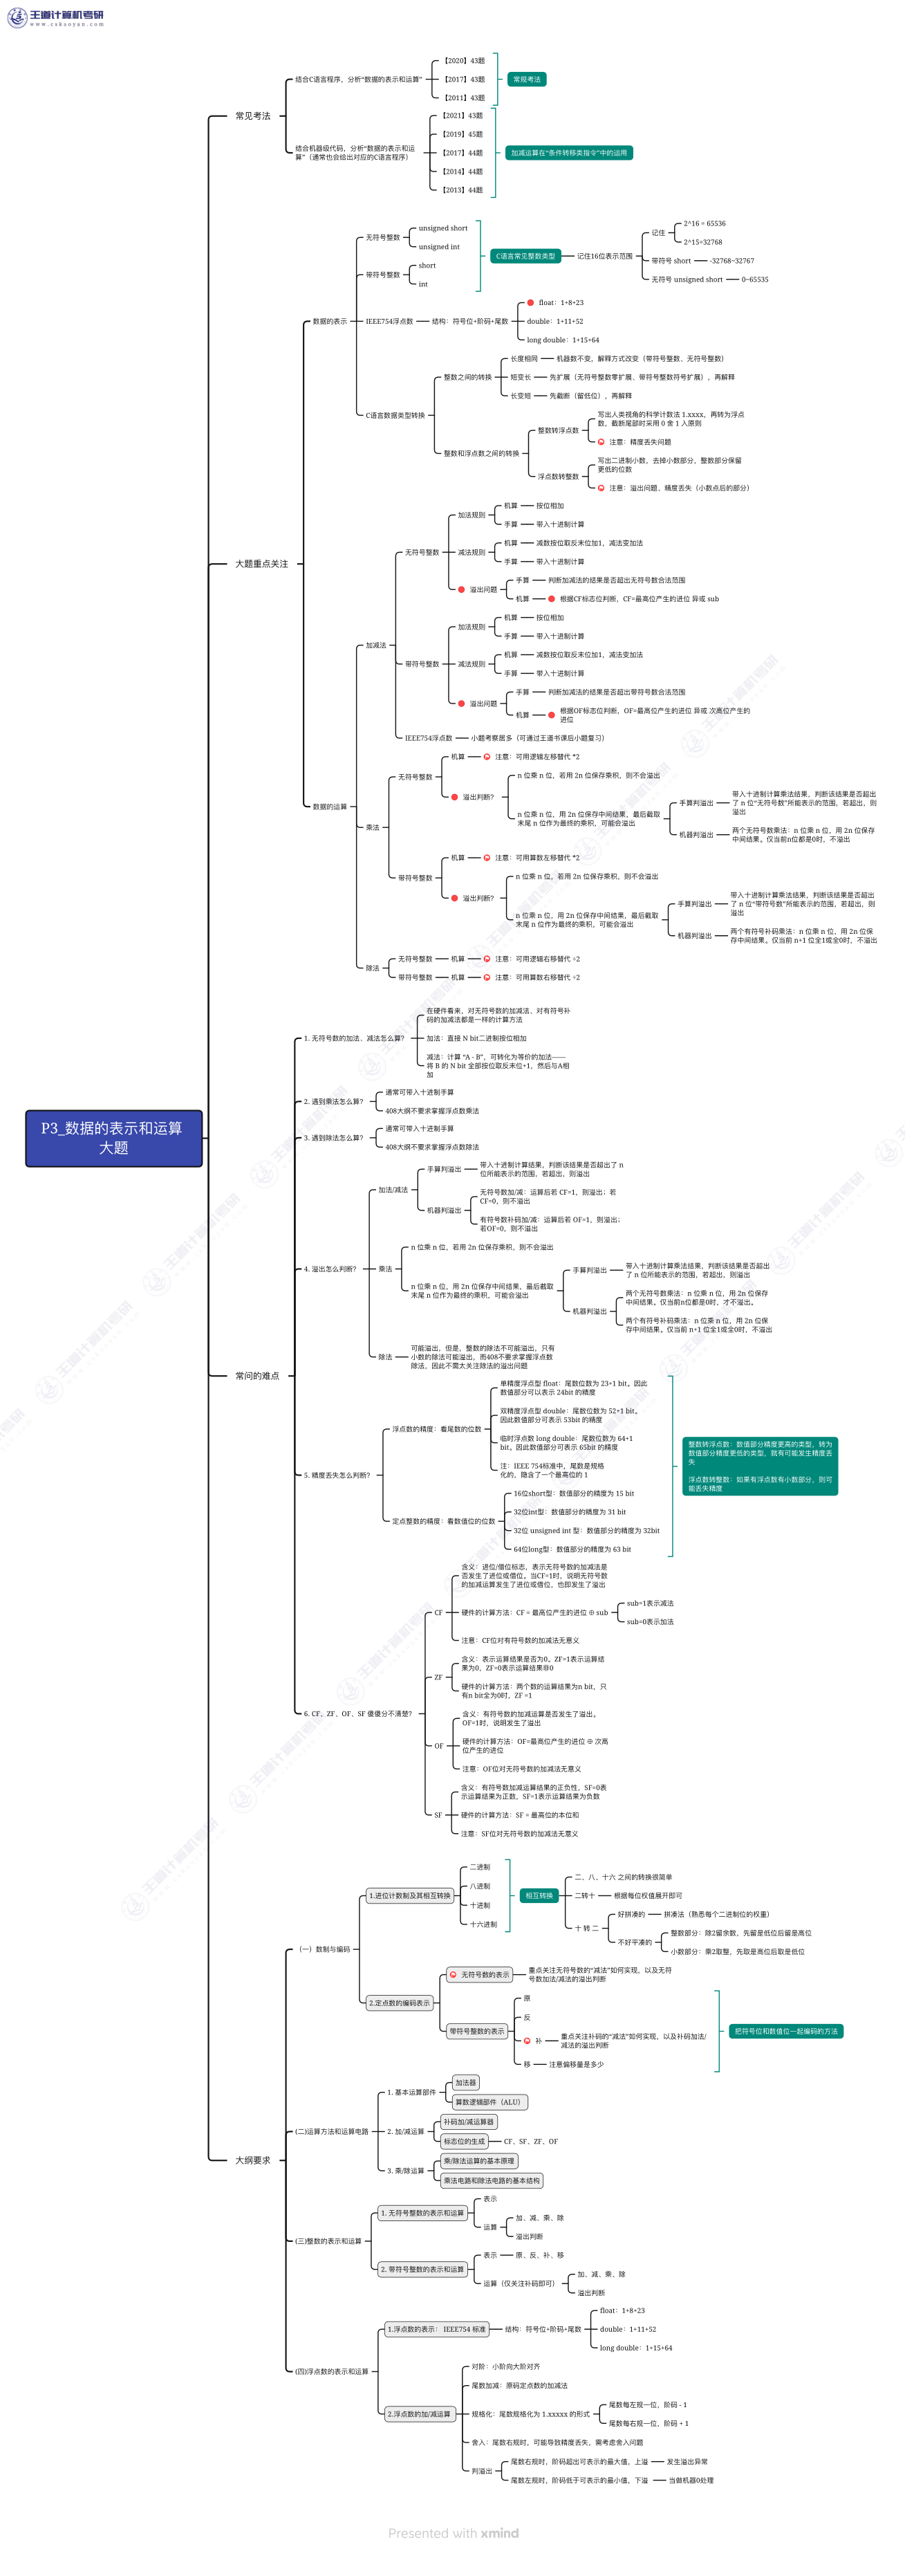 王道计算机考研
www.cskaoyan.com
P3_数据的表示和运算
大题
常见考法
结合C语言程序，分析“数据的表示和运算”
【2020】43题
【2017】43题
【2011】43题
常规考法
结合机器级代码，分析“数据的表示和运
算”（通常也会给出对应的C语言程序）
【2021】43题
【2019】45题
【2017】44题
【2014】44题
【2013】44题
加减运算在“条件转移类指令”中的运用
大题重点关注
数据的表示
无符号整数
unsigned short
unsigned int
带符号整数
short
int
C语言常见整数类型
记住16位表示范围
记住
2^16 = 65536
2^15=32768
带符号 short
-32768~32767
无符号 unsigned short
0~65535
IEEE754浮点数
结构：符号位+阶码+尾数
float：1+8+23
double：1+11+52
long double：1+15+64
C语言数据类型转换
整数之间的转换
长度相同
机器数不变，解释方式改变（带符号整数、无符号整数）
短变长
先扩展（无符号整数零扩展、带符号整数符号扩展），再解释
长变短
先截断（留低位），再解释
整数和浮点数之间的转换
整数转浮点数
写出人类视角的科学计数法 1.xxxx，再转为浮点
数，截断尾部时采用 0 舍 1 入原则
注意：精度丢失问题
浮点数转整数
写出二进制小数，去掉小数部分，整数部分保留
更低的位数
注意：溢出问题、精度丢失（小数点后的部分）
数据的运算
加减法
无符号整数
加法规则
机算
按位相加
手算
带入十进制计算
减法规则
机算
减数按位取反末位加1，减法变加法
手算
带入十进制计算
溢出问题
手算
判断加减法的结果是否超出无符号数合法范围
机算
根据CF标志位判断，CF=最高位产生的进位 异或 sub
带符号整数
加法规则
机算
按位相加
手算
带入十进制计算
减法规则
机算
减数按位取反末位加1，减法变加法
手算
带入十进制计算
溢出问题
手算
判断加减法的结果是否超出带符号数合法范围
机算
根据OF标志位判断，OF=最高位产生的进位 异或 次高位产生的
进位
IEEE754浮点数
小题考察居多（可通过王道书课后小题复习）
乘法
无符号整数
机算
注意：可用逻辑左移替代 *2
溢出判断？
n 位乘 n 位，若用 2n 位保存乘积，则不会溢出
n 位乘 n 位，用 2n 位保存中间结果，最后截取
末尾 n 位作为最终的乘积，可能会溢出
手算判溢出
带入十进制计算乘法结果，判断该结果是否超出
了 n 位“无符号数”所能表示的范围，若超出，则
溢出
机器判溢出
两个无符号数乘法：n 位乘 n 位，用 2n 位保存
中间结果。仅当前n位都是0时，不溢出
带符号整数
机算
注意：可用算数左移替代 *2
溢出判断？
n 位乘 n 位，若用 2n 位保存乘积，则不会溢出
n 位乘 n 位，用 2n 位保存中间结果，最后截取
末尾 n 位作为最终的乘积，可能会溢出
手算判溢出
带入十进制计算乘法结果，判断该结果是否超出
了 n 位“带符号数”所能表示的范围，若超出，则
溢出
机器判溢出
两个有符号补码乘法：n 位乘 n 位，用 2n 位保
存中间结果。仅当前 n+1 位全1或全0时，不溢出
除法
无符号整数
机算
注意：可用逻辑右移替代 ÷2
带符号整数
机算
注意：可用算数右移替代 ÷2
常问的难点
1. 无符号数的加法、减法怎么算？
在硬件看来，对无符号数的加减法、对有符号补
码的加减法都是一样的计算方法
加法：直接 N bit二进制按位相加
减法：计算 “A - B”，可转化为等价的加法——
将 B 的 N bit 全部按位取反末位+1，然后与A相
加
2. 遇到乘法怎么算？
通常可带入十进制手算
408大纲不要求掌握浮点数乘法
3. 遇到除法怎么算？
通常可带入十进制手算
408大纲不要求掌握浮点数除法
4. 溢出怎么判断？
加法/减法
手算判溢出
带入十进制计算结果，判断该结果是否超出了 n
位所能表示的范围，若超出，则溢出
机器判溢出
无符号数加/减：运算后若 CF=1，则溢出；若
CF=0，则不溢出
有符号数补码加/减：运算后若 OF=1，则溢出；
若OF=0，则不溢出
乘法
n 位乘 n 位，若用 2n 位保存乘积，则不会溢出
n 位乘 n 位，用 2n 位保存中间结果，最后截取
末尾 n 位作为最终的乘积，可能会溢出
手算判溢出
带入十进制计算乘法结果，判断该结果是否超出
了 n 位所能表示的范围，若超出，则溢出
机器判溢出
两个无符号数乘法：n 位乘 n 位，用 2n 位保存
中间结果。仅当前n位都是0时，才不溢出。
两个有符号补码乘法：n 位乘 n 位，用 2n 位保
存中间结果。仅当前 n+1 位全1或全0时，不溢出
除法
可能溢出，但是，整数的除法不可能溢出，只有
小数的除法可能溢出，而408不要求掌握浮点数
除法，因此不需太关注除法的溢出问题
5. 精度丢失怎么判断？
浮点数的精度：看尾数的位数
单精度浮点型 float：尾数位数为 23+1 bit。因此
数值部分可以表示 24bit 的精度
双精度浮点型 double：尾数位数为 52+1 bit。
因此数值部分可表示 53bit 的精度
临时浮点数 long double：尾数位数为 64+1
bit。因此数值部分可表示 65bit 的精度
注：IEEE 754标准中，尾数是规格
化的，隐含了一个最高位的 1
定点整数的精度：看数值位的位数
16位short型：数值部分的精度为 15 bit
32位int型：数值部分的精度为 31 bit
32位 unsigned int 型：数值部分的精度为 32bit
64位long型：数值部分的精度为 63 bit
整数转浮点数：数值部分精度更高的类型，转为
数值部分精度更低的类型，就有可能发生精度丢
失
浮点数转整数：如果有浮点数有小数部分，则可
能丢失精度
6. CF、ZF、OF、SF 傻傻分不清楚？
CF
含义：进位/借位标志，表示无符号数的加减法是
否发生了进位或借位。当CF=1时，说明无符号数
的加减运算发生了进位或借位，也即发生了溢出
硬件的计算方法：CF = 最高位产生的进位 ⊕ sub
sub=1表示减法
sub=0表示加法
注意：CF位对有符号数的加减法无意义
ZF
含义：表示运算结果是否为0。ZF=1表示运算结
果为0，ZF=0表示运算结果非0
硬件的计算方法：两个数的运算结果为n bit，只
有n bit全为0时，ZF =1
OF
含义：有符号数的加减运算是否发生了溢出。
OF=1时，说明发生了溢出
硬件的计算方法：OF=最高位产生的进位 ⊕ 次高
位产生的进位
注意：OF位对无符号数的加减法无意义
SF
含义：有符号数加减运算结果的正负性，SF=0表
示运算结果为正数，SF=1表示运算结果为负数
硬件的计算方法：SF = 最高位的本位和
注意：SF位对无符号数的加减法无意义
大纲要求
（一）数制与编码
1.进位计数制及其相互转换
二进制
八进制
十进制
十六进制
相互转换
二、八、十六 之间的转换很简单
二转十
根据每位权值展开即可
十 转 二
好拼凑的
拼凑法（熟悉每个二进制位的权重）
不好平凑的
整数部分：除2留余数，先留是低位后留是高位
小数部分：乘2取整，先取是高位后取是低位
2.定点数的编码表示
无符号数的表示
重点关注无符号数的“减法”如何实现，以及无符
号数加法/减法的溢出判断
带符号整数的表示
原
反
补
重点关注补码的“减法”如何实现，以及补码加法/
减法的溢出判断
移
注意偏移量是多少
把符号位和数值位一起编码的方法
(二)运算方法和运算电路
1. 基本运算部件
加法器
算数逻辑部件（ALU）
2. 加/减运算
补码加/减运算器
标志位的生成
CF、SF、ZF、OF
3. 乘/除运算
乘/除法运算的基本原理
乘法电路和除法电路的基本结构
(三)整数的表示和运算
1. 无符号整数的表示和运算
表示
运算
加、减、乘、除
溢出判断
2. 带符号整数的表示和运算
表示
原、反、补、移
运算（仅关注补码即可）
加、减、乘、除
溢出判断
(四)浮点数的表示和运算
1.浮点数的表示： IEEE754 标准
结构：符号位+阶码+尾数
float：1+8+23
double：1+11+52
long double：1+15+64
2.浮点数的加/减运算
对阶：小阶向大阶对齐
尾数加减：原码定点数的加减法
规格化：尾数规格化为 1.xxxxx 的形式
尾数每左规一位，阶码 - 1
尾数每右规一位，阶码 + 1
舍入：尾数右规时，可能导致精度丢失，需考虑舍入问题
判溢出
尾数右规时，阶码超出可表示的最大值，上溢
发生溢出异常
尾数左规时，阶码低于可表示的最小值，下溢
当做机器0处理
Presented with xmind